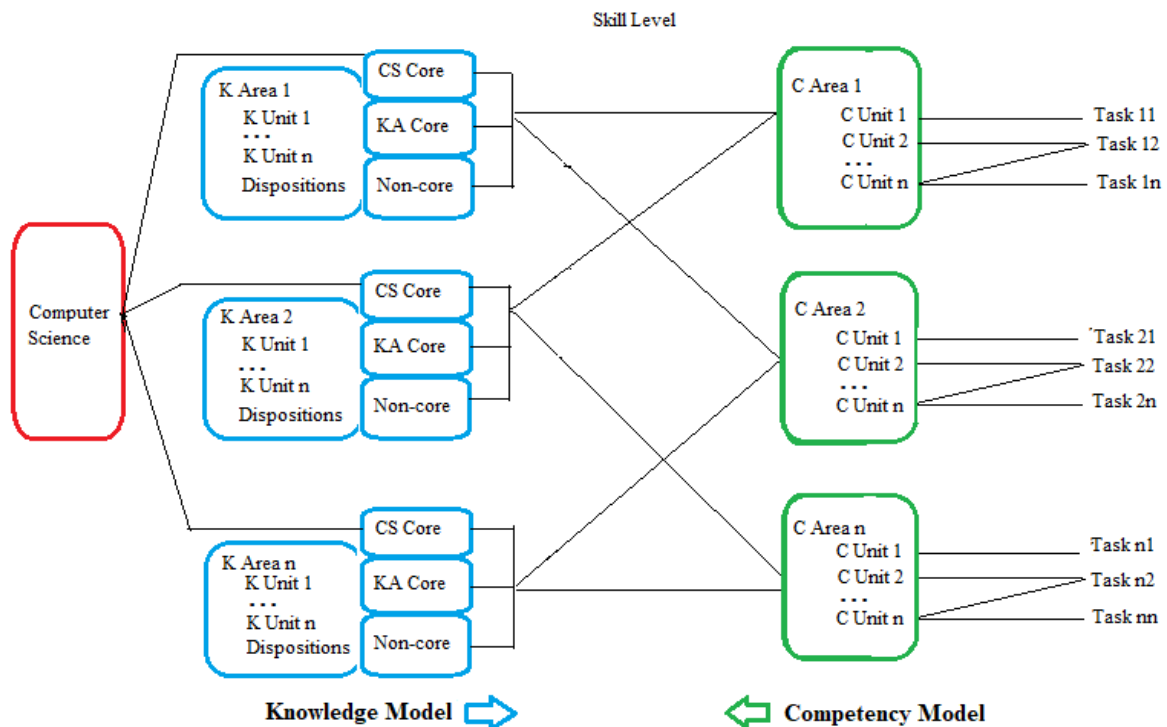 Skill Level
Computer
Science
K Area 1
K Unit 1
...
K Unit n
Dispositions
CS Core
KA Core
Non-core
K Area 2
K Unit 1
...
K Unit n
Dispositions
CS Core
KA Core
Non-core
K Area n
K Unit 1
...
K Unit n
Dispositions
CS Core
KA Core
Non-core
C Area 1
C Unit 1
C Unit 2
...
C Unit n
Task 11
Task 12
Task 1n
C Area 2
C Unit 1
C Unit 2
...
C Unit n
Task 21
Task 22
Task 2n
C Area n
C Unit 1
C Unit 2
...
C Unit n
Task n1
Task n2
Task nn
Knowledge Model
Competency Model